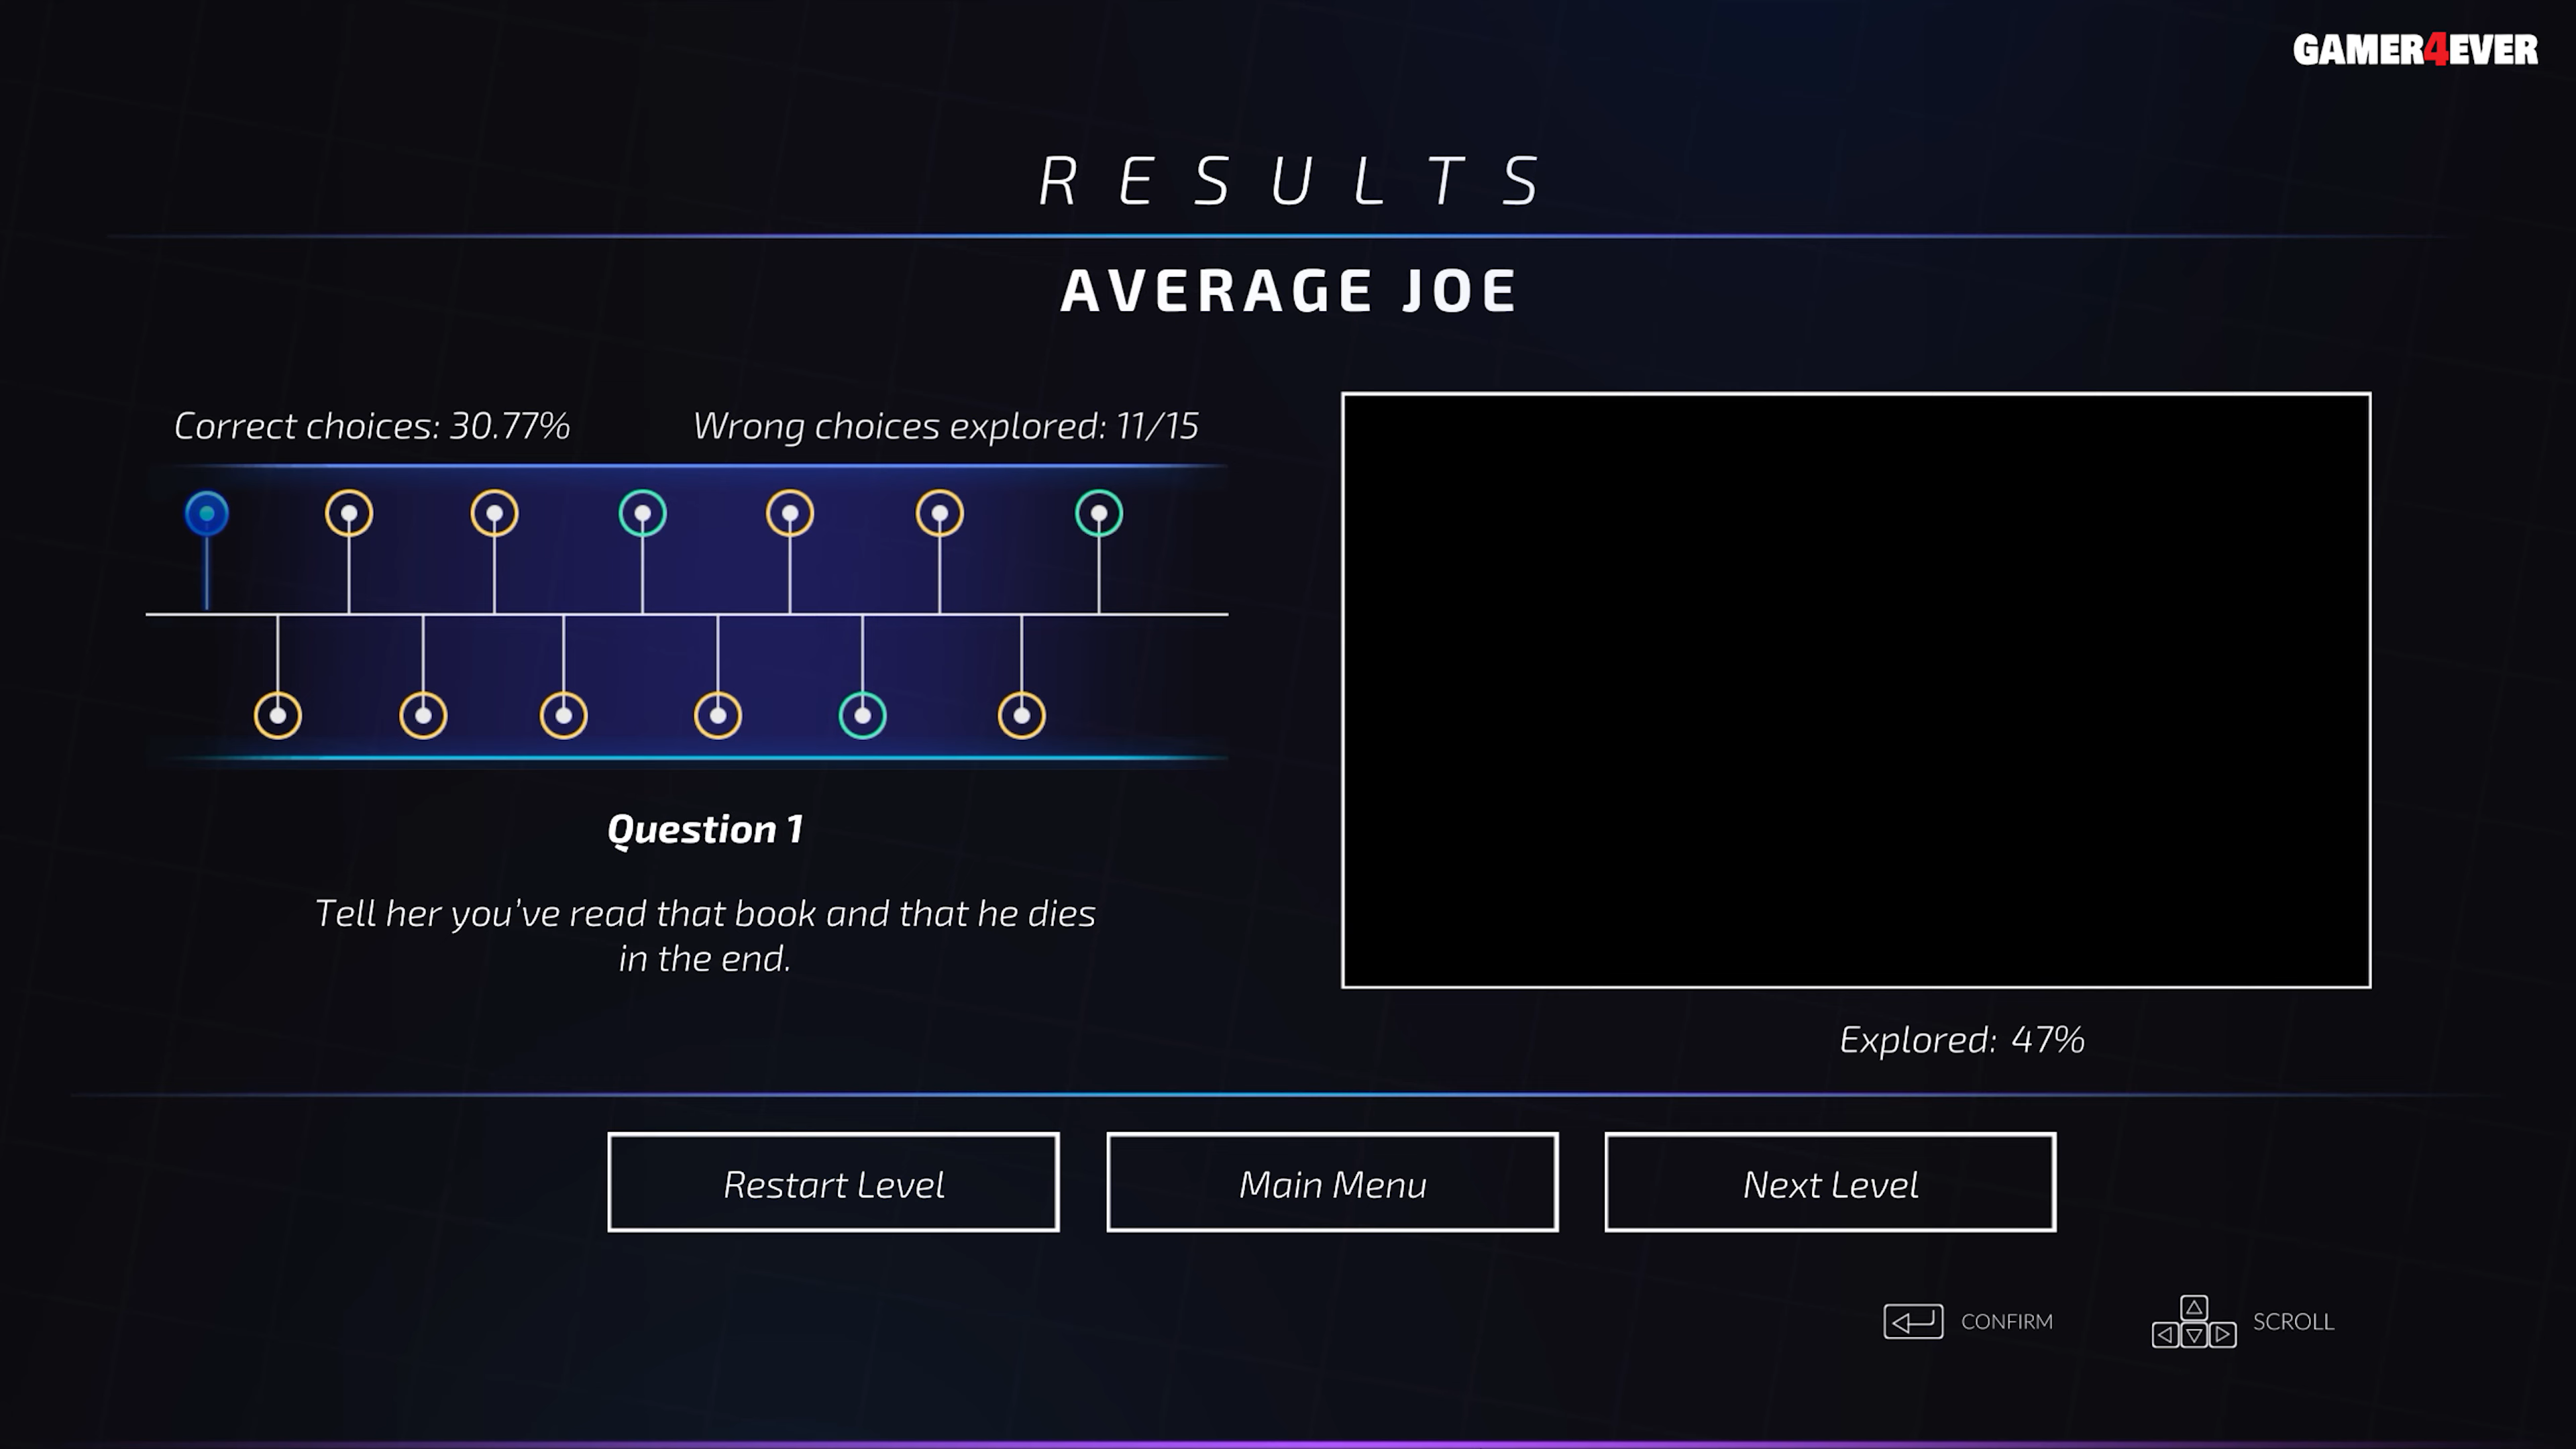 GAMER4EVER
RESULTS
AVERAGE JOE
Correct choices: 30.77%
Wrong choices explored: 11/15
Question 1
Tell her you’ve read that book and that he dies
in the end.
Explored: 47%
Restart Level
Main Menu
Next Level
CONFIRM
SCROLL